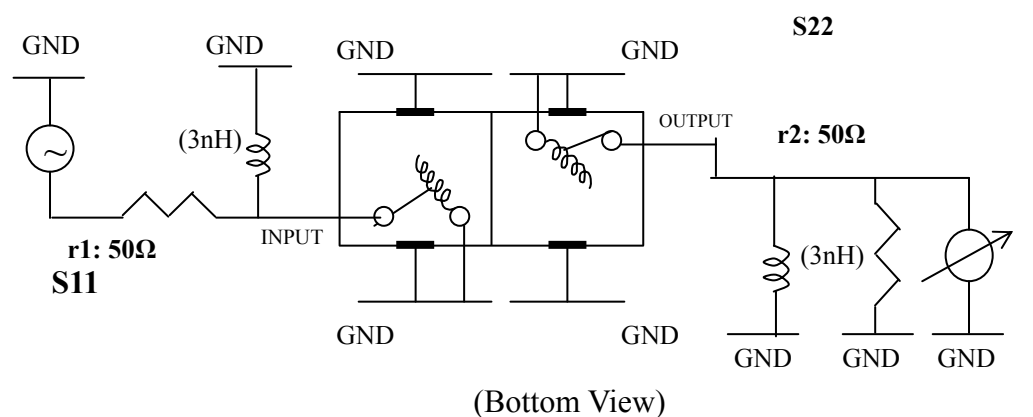 S22
GND
GND
GND
GND
(3nH)
OUTPUT
r2: 50Ω
INPUT
r1: 50Ω
S11
(3nH)
GND
GND
GND
GND
GND
(Bottom View)